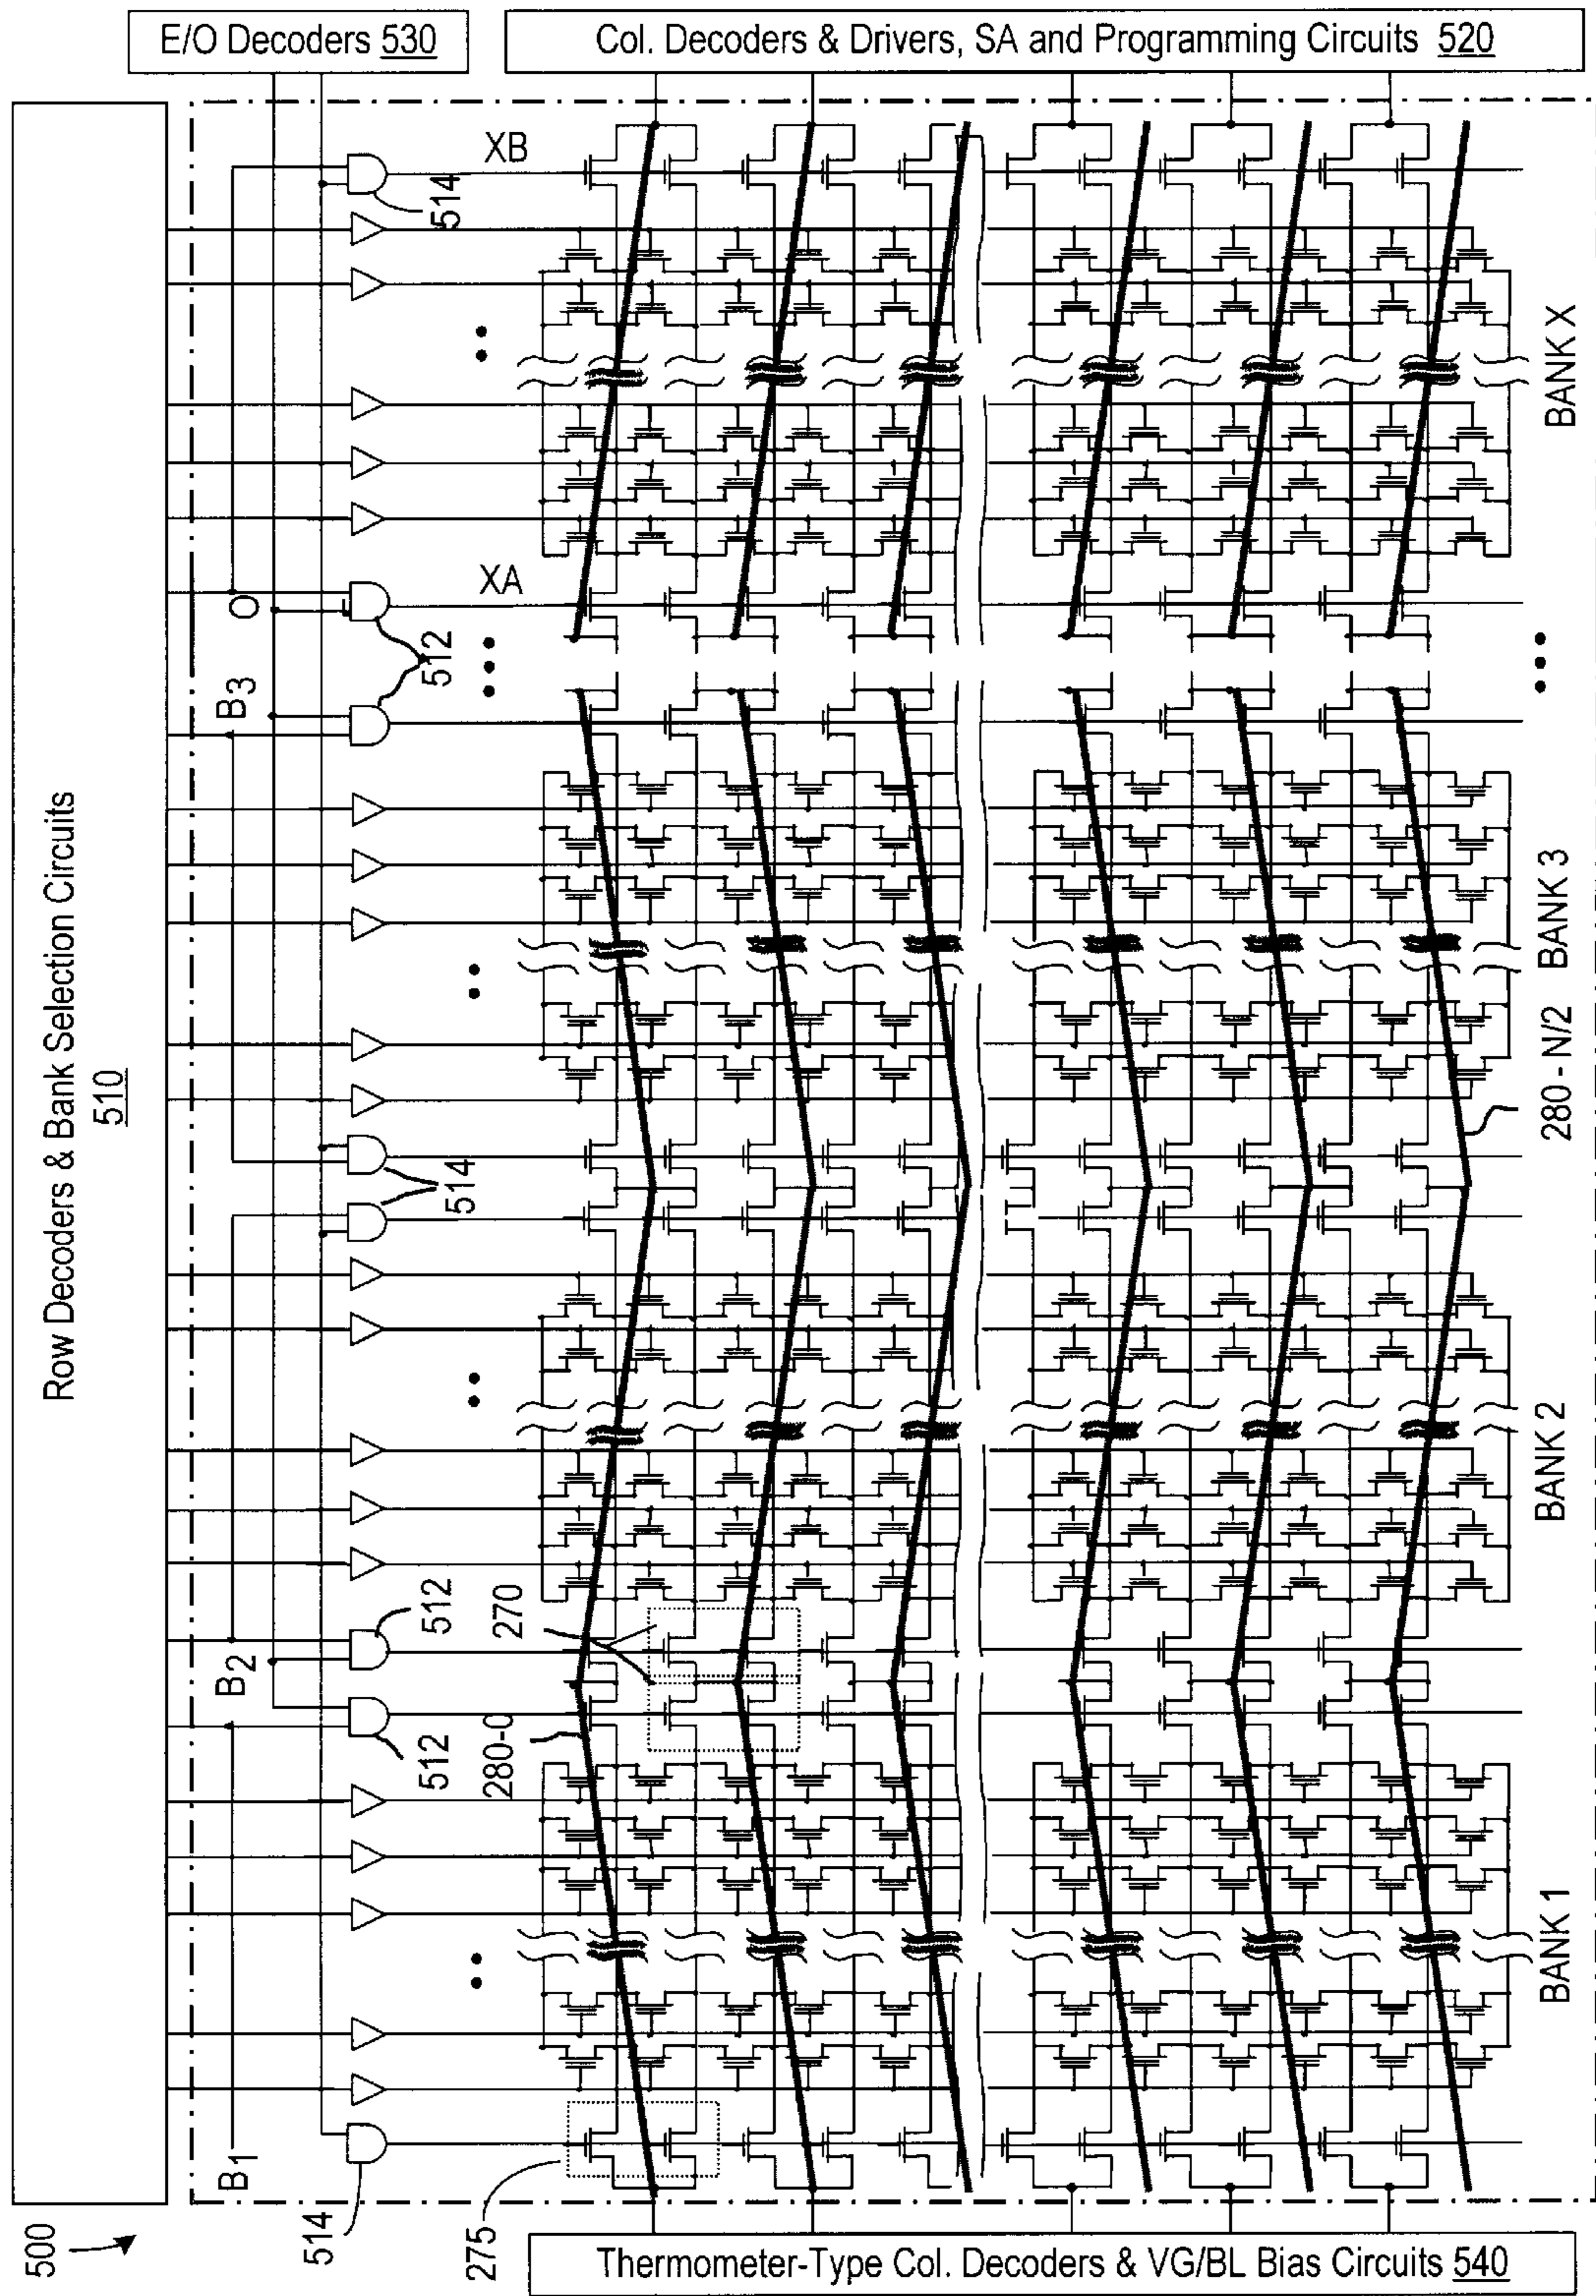 E/O Decoders 530
Col. Decoders & Drivers, SA and Programming Circuits 520
Row Decoders & Bank Selection Circuits
510
XB
514
XA
O
512
B3
514
512
270
B2
512
280-0
B1
514
275
500
BANK X
BANK 3
280 - N/2
BANK 2
BANK 1
Thermometer-Type Col. Decoders & VG/BL Bias Circuits 540